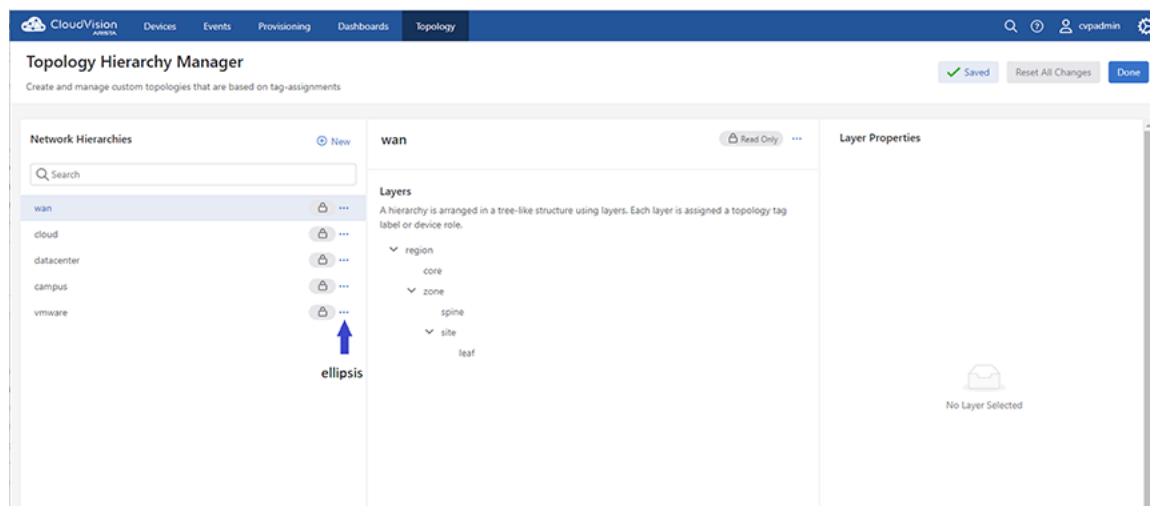 CloudVision
ARISTA
Devices
Events
Provisioning
Dashboards
Topology
cvpadmin
Topology Hierarchy Manager
Create and manage custom topologies that are based on tag-assignments
Saved
Reset All Changes
Done
Network Hierarchies
New
Search
wan
cloud
datacenter
campus
vmware
ellipsis
wan
Read Only
Layers
A hierarchy is arranged in a tree-like structure using layers. Each layer is assigned a topology tag
label or device role.
region
core
zone
spine
site
leaf
Layer Properties
No Layer Selected